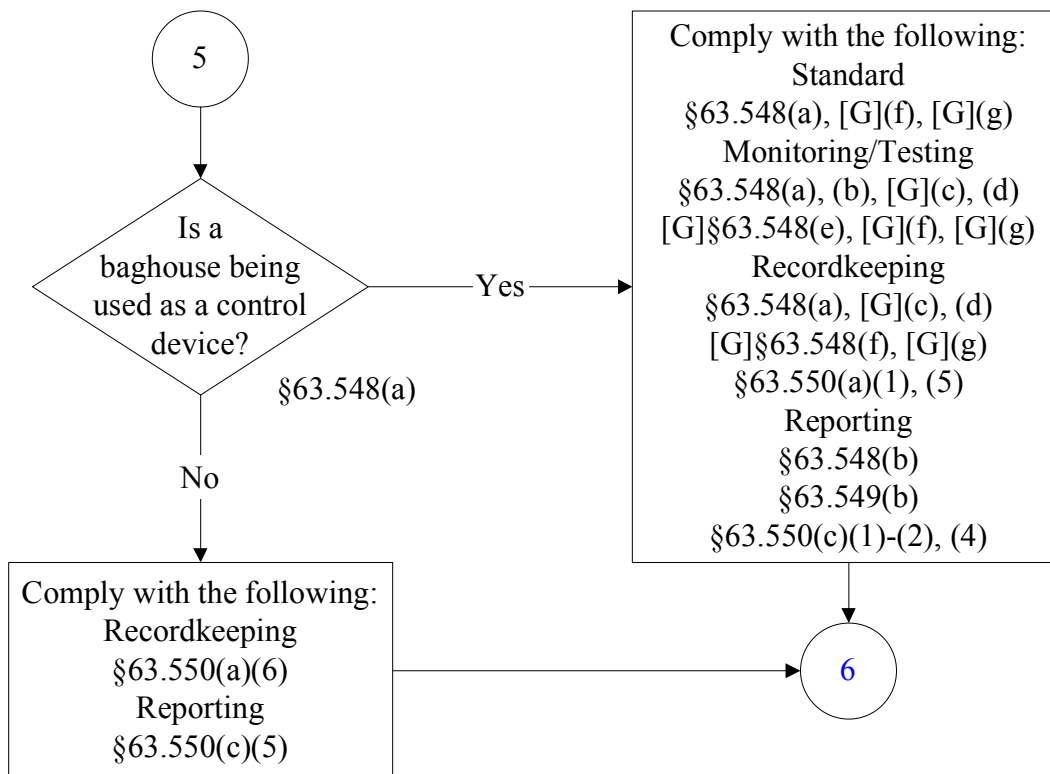 5
Is a
baghouse being
used as a control
device?
§63.548(a)
Yes
No
Comply with the following:
Standard
§63.548(a), [G](f), [G](g)
Monitoring/Testing
§63.548(a), (b), [G](c), (d)
[G]§63.548(e), [G](f), [G](g)
Recordkeeping
§63.548(a), [G](c), (d)
[G]§63.548(f), [G](g)
§63.550(a)(1), (5)
Reporting
§63.548(b)
§63.549(b)
§63.550(c)(1)-(2), (4)
Comply with the following:
Recordkeeping
§63.550(a)(6)
Reporting
§63.550(c)(5)
6